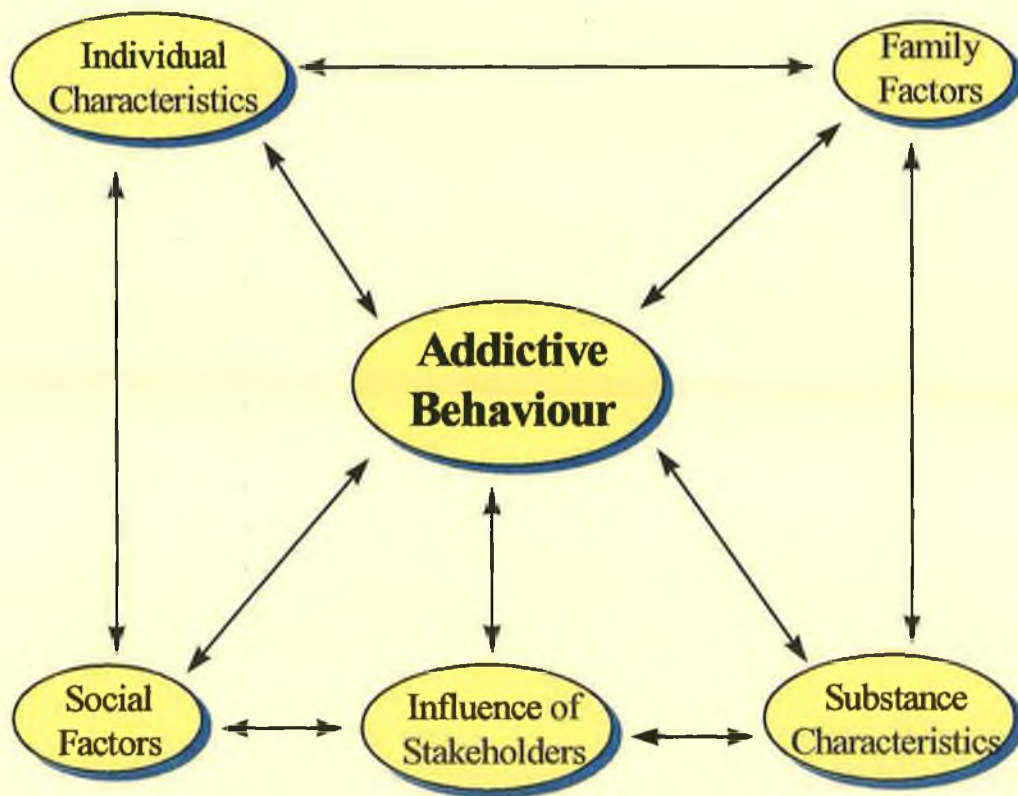 Individual
Characteristics
Family
Factors
Addictive
Behaviour
Social
Factors
Influence of
Stakeholders
Substance
Characteristics